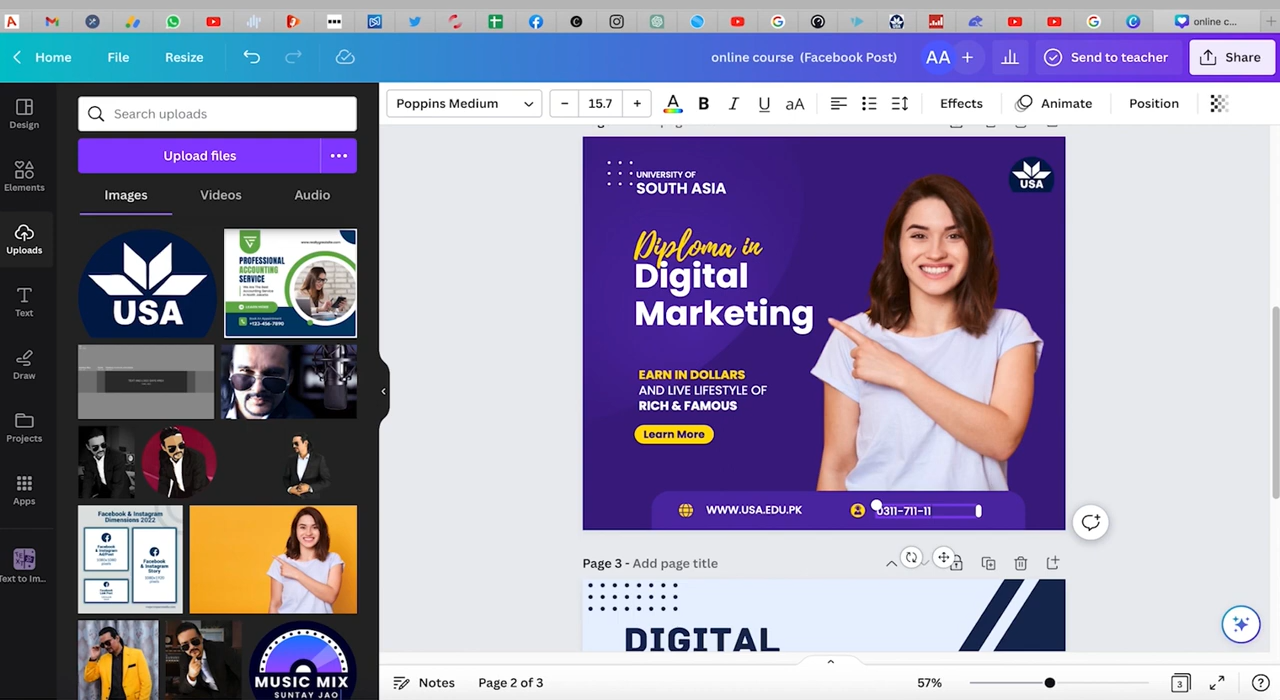 online c...
Home
File
Resize
online course (Facebook Post)
AA
Send to teacher
Share
Design
Elements
Uploads
Text
Draw
Projects
Apps
Text to Im...
Search uploads
Upload files
Images
Videos
Audio
USA
PROFESSIONAL
ACCOUNTING
SERVICE
Facebook & Instagram
Dimensions 2022
MUSIC MIX
SUNTAY JAO
Poppins Medium
15.7
A
B
I
U
aA
Effects
Animate
Position
UNIVERSITY OF
SOUTH ASIA
USA
Diploma in
Digital
Marketing
EARN IN DOLLARS
AND LIVE LIFESTYLE OF
RICH & FAMOUS
Learn More
WWW.USA.EDU.PK
0311-711-11
Page 3 - Add page title
DIGITAL
Notes
Page 2 of 3
57%
3